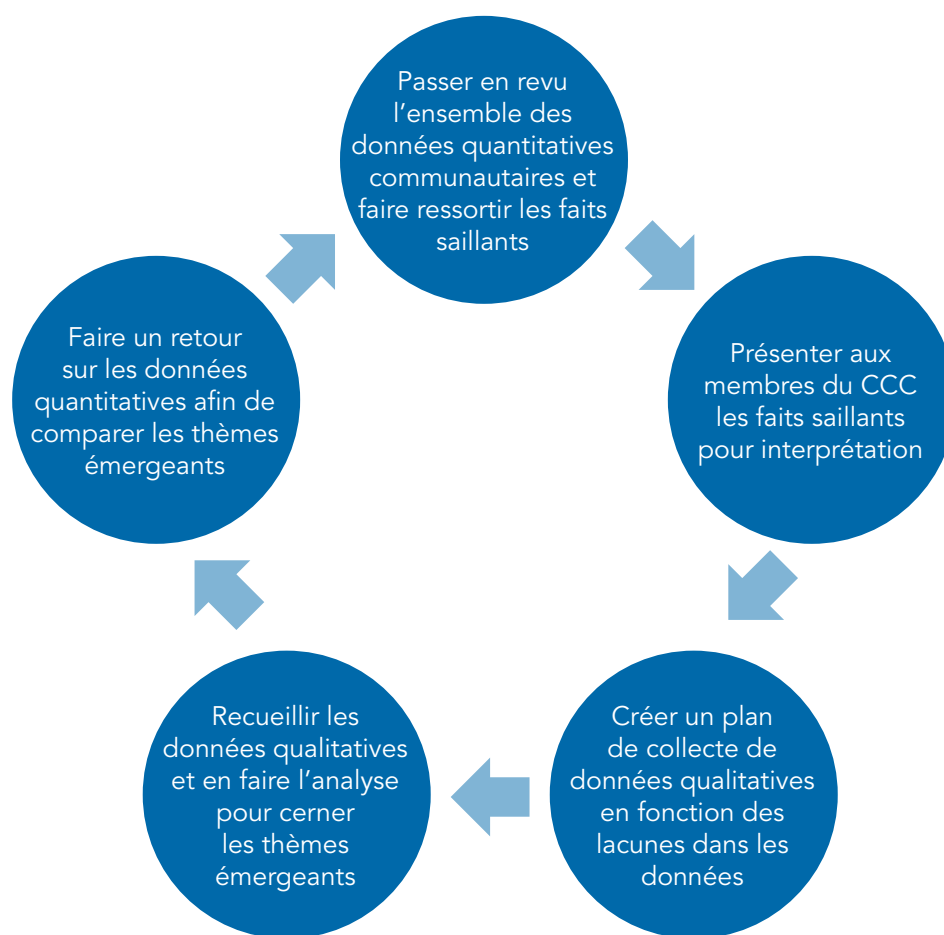 Passer en revu
l'ensemble des
données quantitatives
communautaires et
faire ressortir les faits
saillants
Présenter aux
membres du CCC
les faits saillants
pour interprétation
Créer un plan
de collecte de
données qualitatives
en fonction des
lacunes dans les
données
Recueillir les
données qualitatives
et en faire l'analyse
pour cerner
les thèmes
émergeants
Faire un retour
sur les données
quantitatives afin de
comparer les thèmes
émergeants